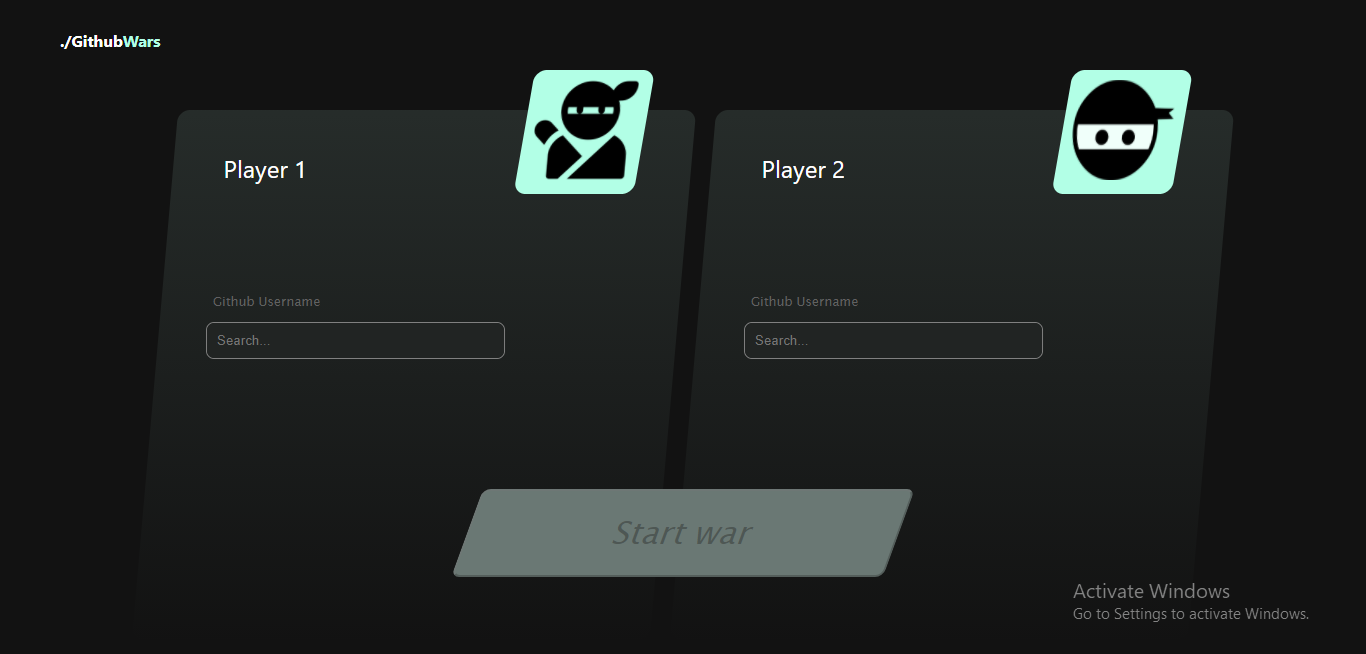 ./GithubWars
Player 1
Player 2
Github Username
Github Username
Search...
Search...
Start war
Activate Windows
Go to Settings to activate Windows.